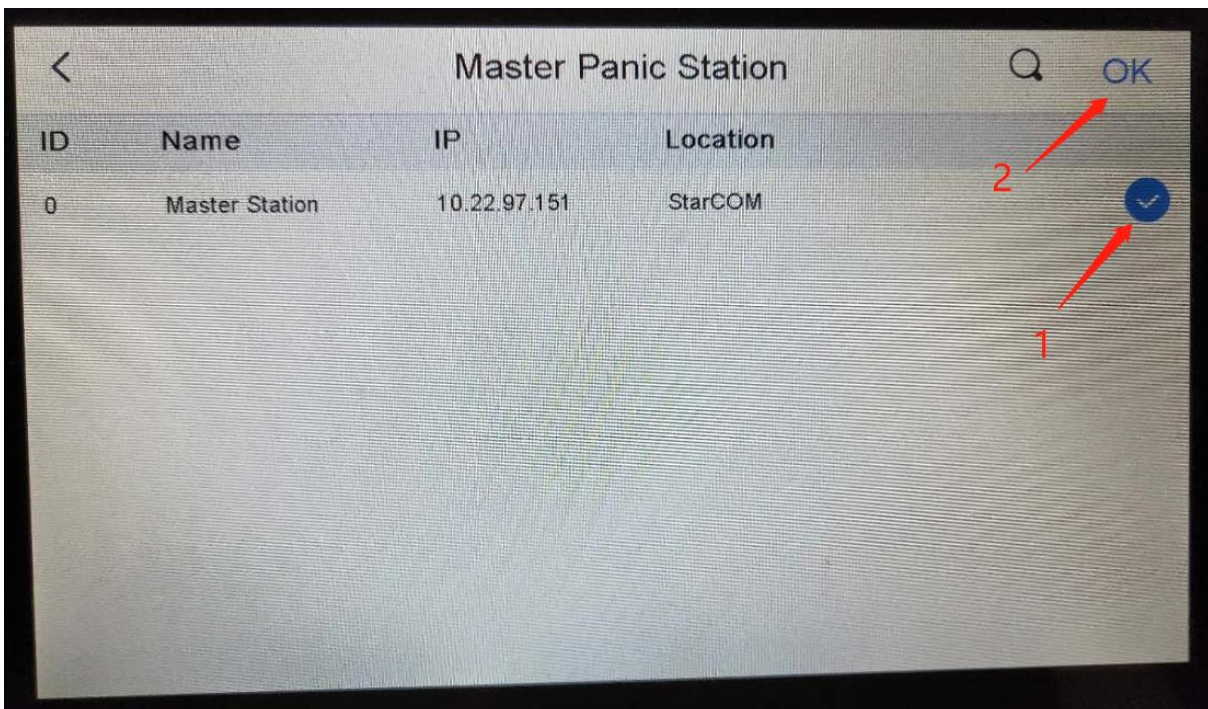 Master Panic Station OK
ID Name IP Location
2
0 Master Station 10.22.97.151 StarCOM
1